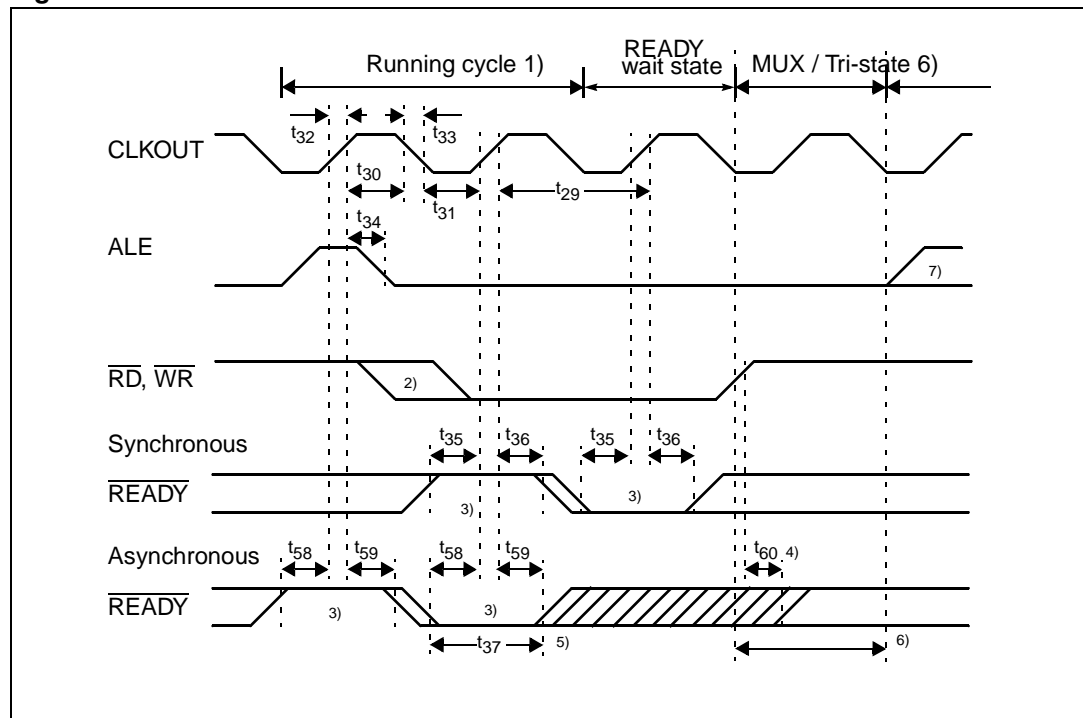 READY
Running cycle 1) wait state MUX / Tri-state 6)
t32 t33
CLKOUT
t30
t31 t29
t34
ALE
7)
RD, WR 2)
t35 t36 t35 t36
Synchronous
READY 3) 3)
Asynchronous t58 t59 t58 t59 t60 4)
READY 3) 3)
t37 5) 6)